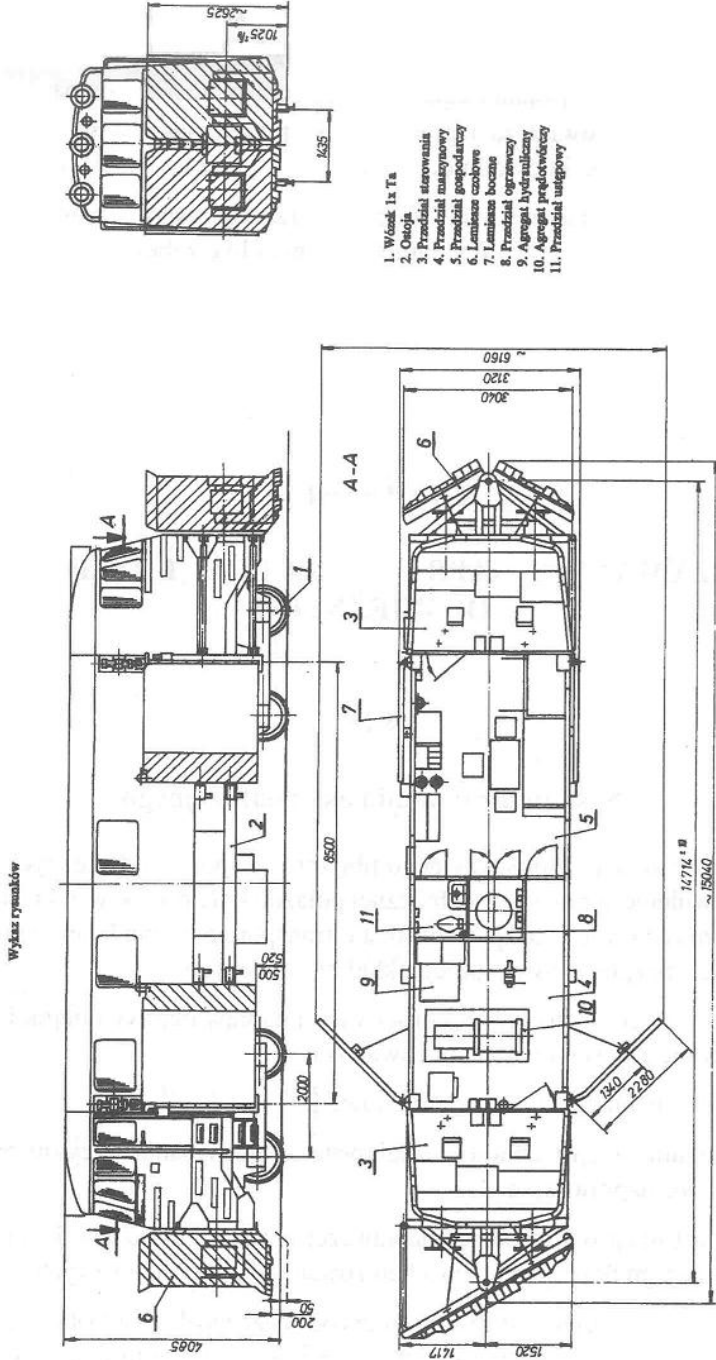 Wykaz rysunków
~2625
1025 ⁺⁵
1435
1. Wózek 1x Ta
2. Ostoja
3. Przedział sterowania
4. Przedział maszynowy
5. Przedział gospodarczy
6. Lemiesze czołowe
7. Lemiesze boczne
8. Przedział ogrzewczy
9. Agregat hydrauliczny
10. Agregat prądotwórczy
11. Przedział ustępowy
A
A
6
2
1
4085
200
50
2000
8500
500
520
A-A
3
7
6
11
9
5
8
4
10
3
3040
3120
~ 6160
1340
2280
1417
1520
14714 ± 10
~15040